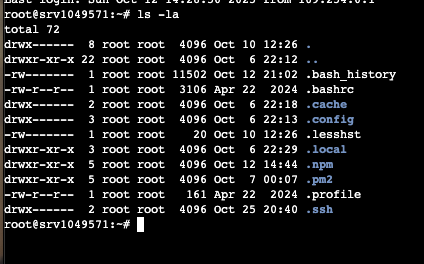 Last login: Sun Oct 12 14:28:50 2025 from 109.234.0.1
root@srv1049571:~# ls -la
total 72
drwx------  8 root root  4096 Oct 10 12:26 .
drwxr-xr-x 22 root root  4096 Oct  6 22:12 ..
-rw-------  1 root root 11502 Oct 12 21:02 .bash_history
-rw-r--r--  1 root root  3106 Apr 22  2024 .bashrc
drwx------  2 root root  4096 Oct  6 22:18 .cache
drwx------  3 root root  4096 Oct  6 22:13 .config
-rw-------  1 root root    20 Oct 10 12:26 .lesshst
drwxr-xr-x  3 root root  4096 Oct  6 22:29 .local
drwxr-xr-x  5 root root  4096 Oct 12 14:44 .npm
drwxr-xr-x  5 root root  4096 Oct  7 00:07 .pm2
-rw-r--r--  1 root root   161 Apr 22  2024 .profile
drwx------  2 root root  4096 Oct 25 20:40 .ssh
root@srv1049571:~#